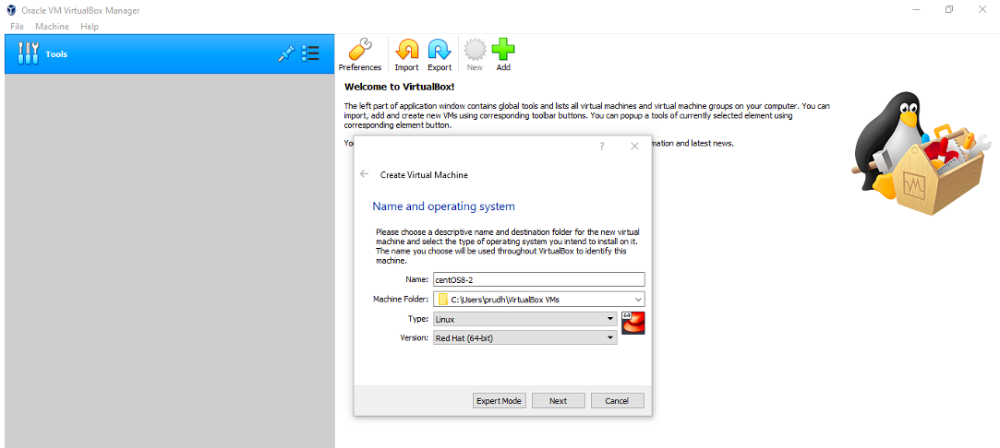 Oracle VM VirtualBox Manager
File Machine Help
Tools
Preferences Import Export New Add
Welcome to VirtualBox!
The left part of application window contains global tools and lists all virtual machines and virtual machine groups on your computer. You can
import, add and create new VMs using corresponding toolbar buttons. You can popup a tools of currently selected element using
corresponding element button.
mation and latest news.
?
Create Virtual Machine
Name and operating system
Please choose a descriptive name and destination folder for the new virtual
machine and select the type of operating system you intend to install on it.
The name you choose will be used throughout VirtualBox to identify this
machine.
Name: centOS8-2
Machine Folder: C:\Users\prudh\VirtualBox VMs
Type: Linux
64
Version: Red Hat (64-bit)
Expert Mode Next Cancel